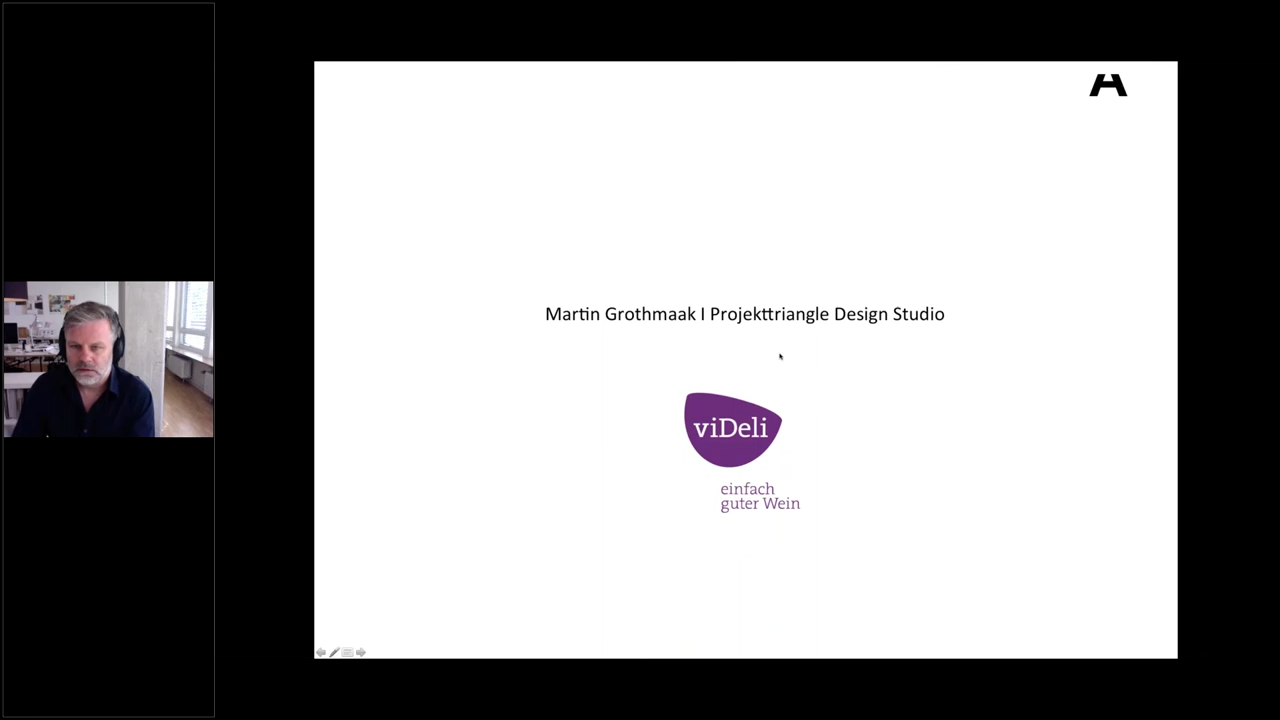 Martin Grothmaak I Projekttriangle Design Studio
viDeli
einfach
guter Wein